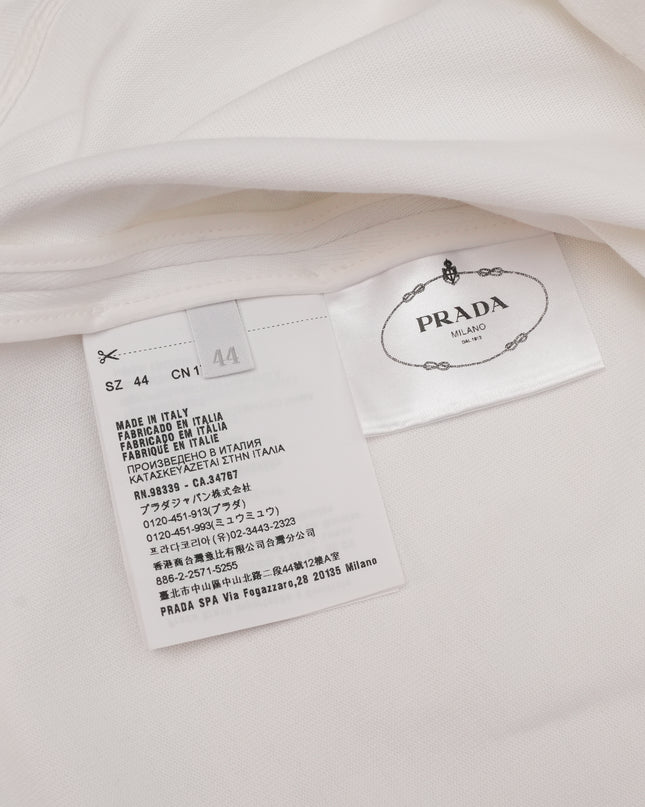 PRADA
MILANO
DAL 1913
44
SZ 44 CN
MADE IN ITALY
FABRICADO EN ITALIA
FABRICADO EM ITÀLIA
FABRIQUÉ EN ITALIE
ПРОИЗВЕДЕНО В ИТАЛИЯ
ΚΑΤΑΣΚΕΥΑΖΕΤΑΙ ΣΤΗΝ ΙΤΑΛΙΑ
RN.98339 - CA.34767
プラダジャパン株式会社
0120-451-913(プラダ)
0120-451-993(ミュウミュウ)
프라다코리아 (유)02-3443-2323
香港商台灣璞比有限公司台灣分公司
886-2-2571-5255
臺北市中山區中山北路二段44號12樓A室
PRADA SPA Via Fogazzaro,28 20135 Milano